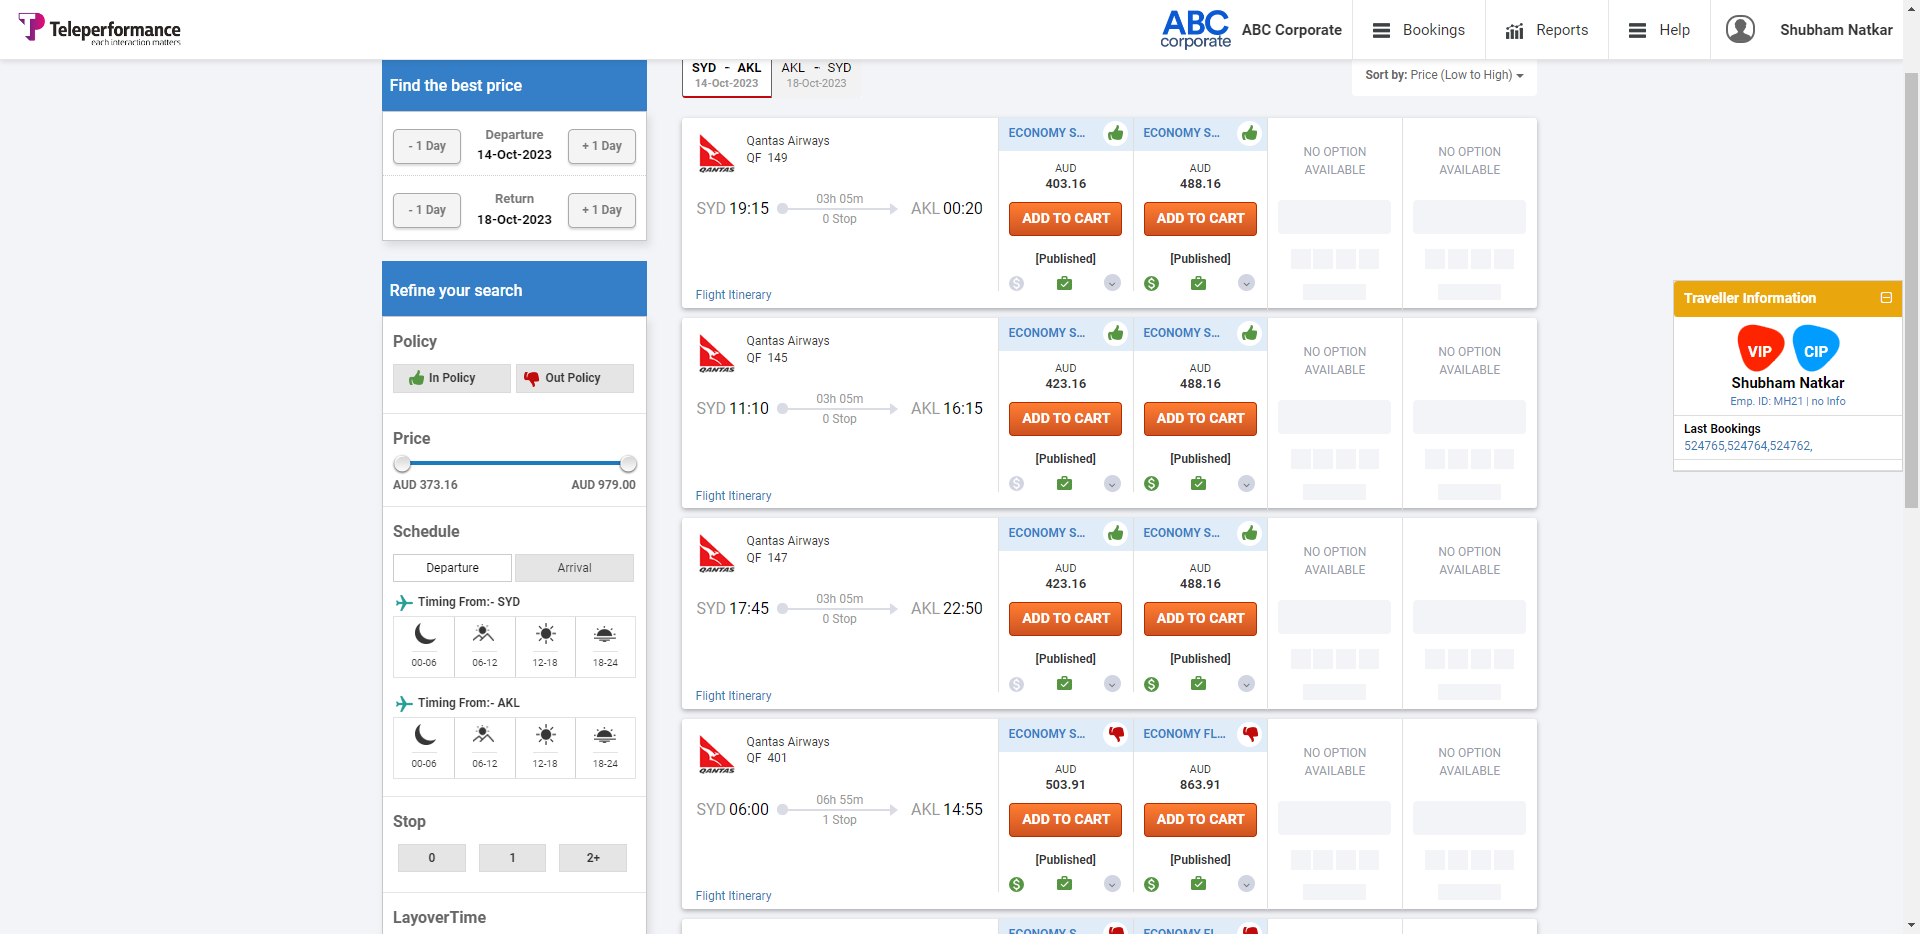 Teleperformance
each interaction matters
ABC
corporate
ABC Corporate
Bookings
Reports
Help
Shubham Natkar
Find the best price
- 1 Day
Departure
14-Oct-2023
+ 1 Day
- 1 Day
Return
18-Oct-2023
+ 1 Day
Refine your search
Policy
In Policy
Out Policy
Price
AUD 373.16
AUD 979.00
Schedule
Departure
Arrival
Timing From:- SYD
00-06
06-12
12-18
18-24
Timing From:- AKL
00-06
06-12
12-18
18-24
Stop
0
1
2+
LayoverTime
SYD - AKL
14-Oct-2023
AKL - SYD
18-Oct-2023
Sort by: Price (Low to High)
QANTAS
Qantas Airways
QF 149
SYD 19:15
03h 05m
0 Stop
AKL 00:20
Flight Itinerary
ECONOMY S...
AUD
403.16
ADD TO CART
[Published]
ECONOMY S...
AUD
488.16
ADD TO CART
[Published]
NO OPTION
AVAILABLE
NO OPTION
AVAILABLE
QANTAS
Qantas Airways
QF 145
SYD 11:10
03h 05m
0 Stop
AKL 16:15
Flight Itinerary
ECONOMY S...
AUD
423.16
ADD TO CART
[Published]
ECONOMY S...
AUD
488.16
ADD TO CART
[Published]
NO OPTION
AVAILABLE
NO OPTION
AVAILABLE
QANTAS
Qantas Airways
QF 147
SYD 17:45
03h 05m
0 Stop
AKL 22:50
Flight Itinerary
ECONOMY S...
AUD
423.16
ADD TO CART
[Published]
ECONOMY S...
AUD
488.16
ADD TO CART
[Published]
NO OPTION
AVAILABLE
NO OPTION
AVAILABLE
QANTAS
Qantas Airways
QF 401
SYD 06:00
06h 55m
1 Stop
AKL 14:55
Flight Itinerary
ECONOMY S...
AUD
503.91
ADD TO CART
[Published]
ECONOMY FL...
AUD
863.91
ADD TO CART
[Published]
NO OPTION
AVAILABLE
NO OPTION
AVAILABLE
ECONOMY S...
ECONOMY FL...
Traveller Information
VIP
CIP
Shubham Natkar
Emp. ID: MH21 | no Info
Last Bookings
524765,524764,524762,